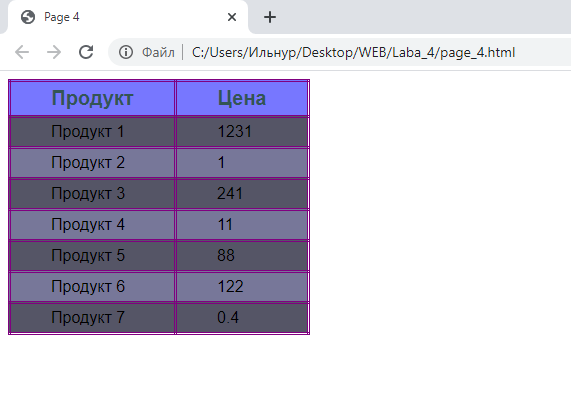 Page 4
Файл C:/Users/Ильнур/Desktop/WEB/Laba_4/page_4.html
Продукт Цена
Продукт 1 1231
Продукт 2 1
Продукт 3 241
Продукт 4 11
Продукт 5 88
Продукт 6 122
Продукт 7 0.4